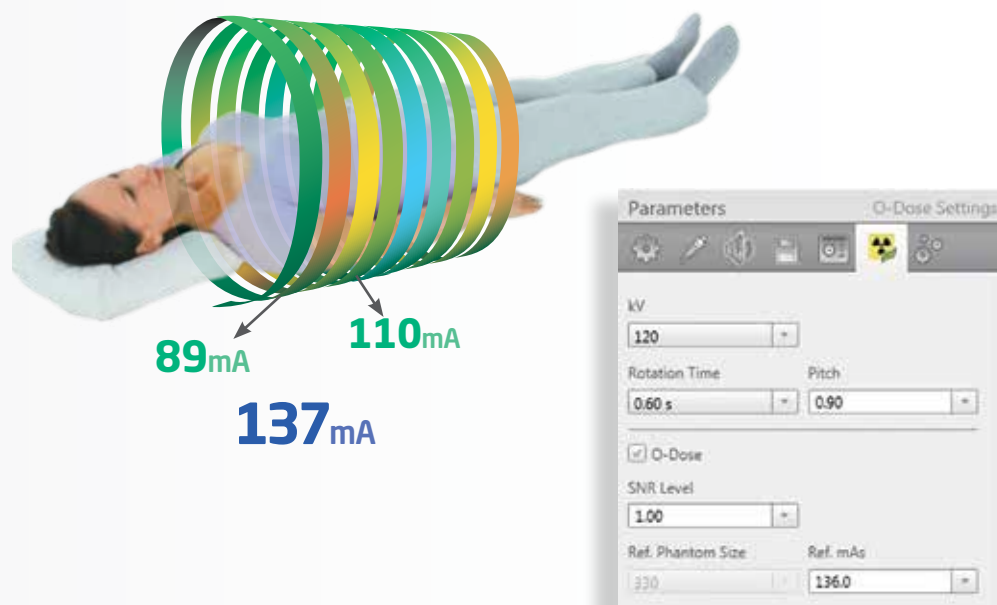 89mA
110mA
137mA
Parameters O-Dose Settings
kV
120
Rotation Time Pitch
0.60 s 0.90
O-Dose
SNR Level
1.00
Ref. Phantom Size Ref. mAs
330 136.0